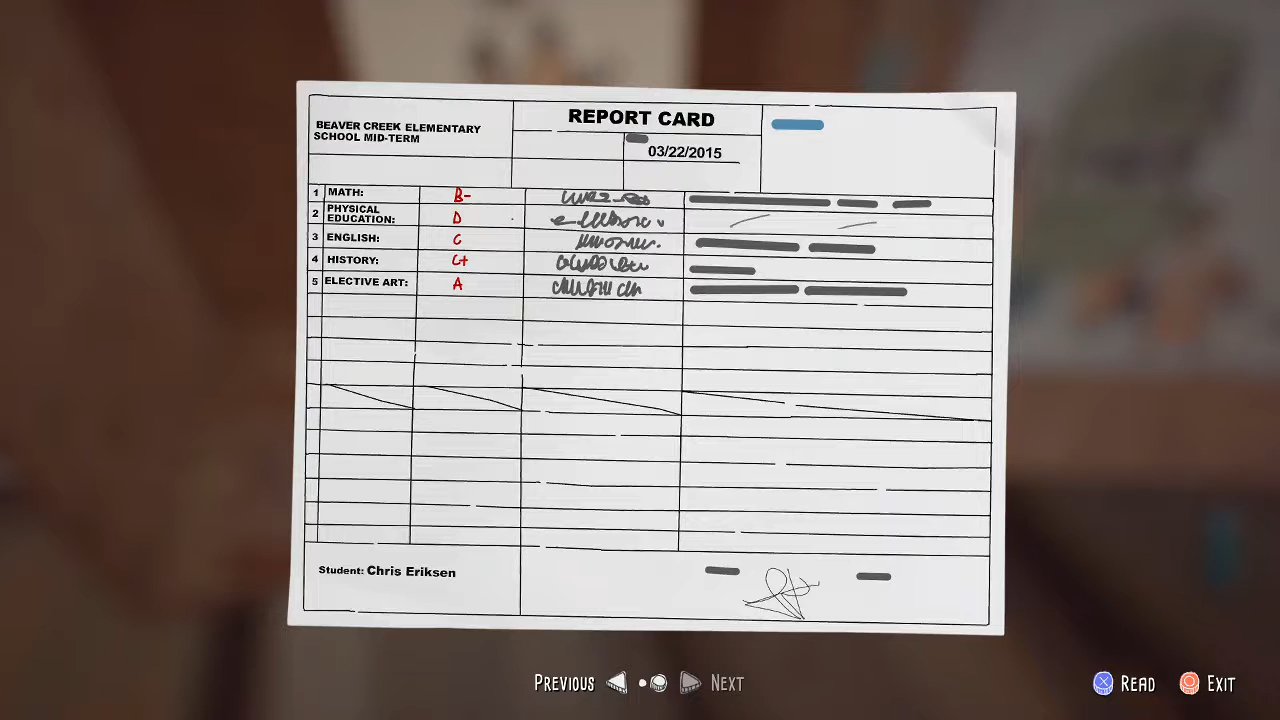 BEAVER CREEK ELEMENTARY
SCHOOL MID-TERM
REPORT CARD
03/22/2015
1 MATH: B-
2 PHYSICAL
EDUCATION: D
3 ENGLISH: C
4 HISTORY: C+
5 ELECTIVE ART: A
Student: Chris Eriksen
PREVIOUS NEXT
READ EXIT